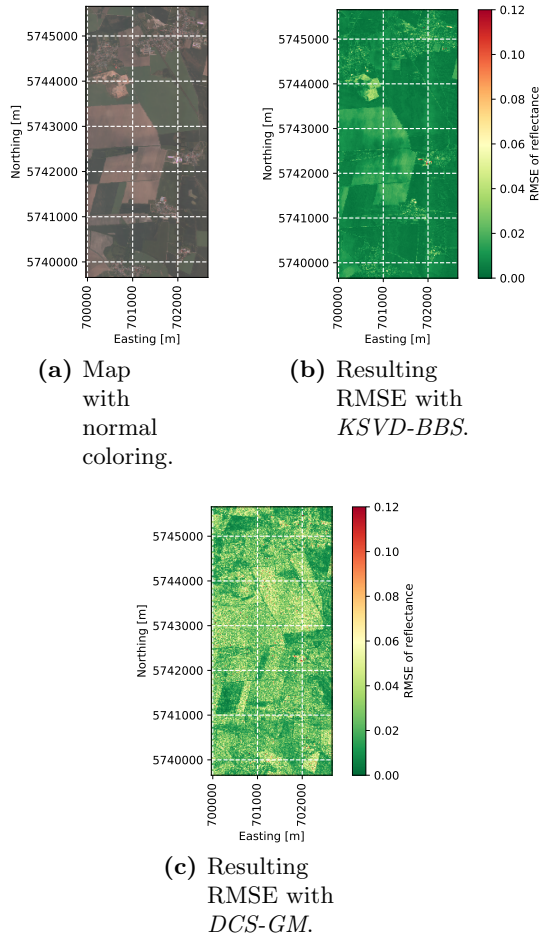 5745000
5744000
5743000
5742000
5741000
5740000
Northing [m]
700000
701000
702000
Easting [m]
(a) Map
with
normal
coloring.
5745000
5744000
5743000
5742000
5741000
5740000
Northing [m]
700000
701000
702000
Easting [m]
0.12
0.10
0.08
0.06
0.04
0.02
0.00
RMSE of reflectance
(b) Resulting
RMSE with
KSVD-BBS.
5745000
5744000
5743000
5742000
5741000
5740000
Northing [m]
700000
701000
702000
Easting [m]
0.12
0.10
0.08
0.06
0.04
0.02
0.00
RMSE of reflectance
(c) Resulting
RMSE with
DCS-GM.